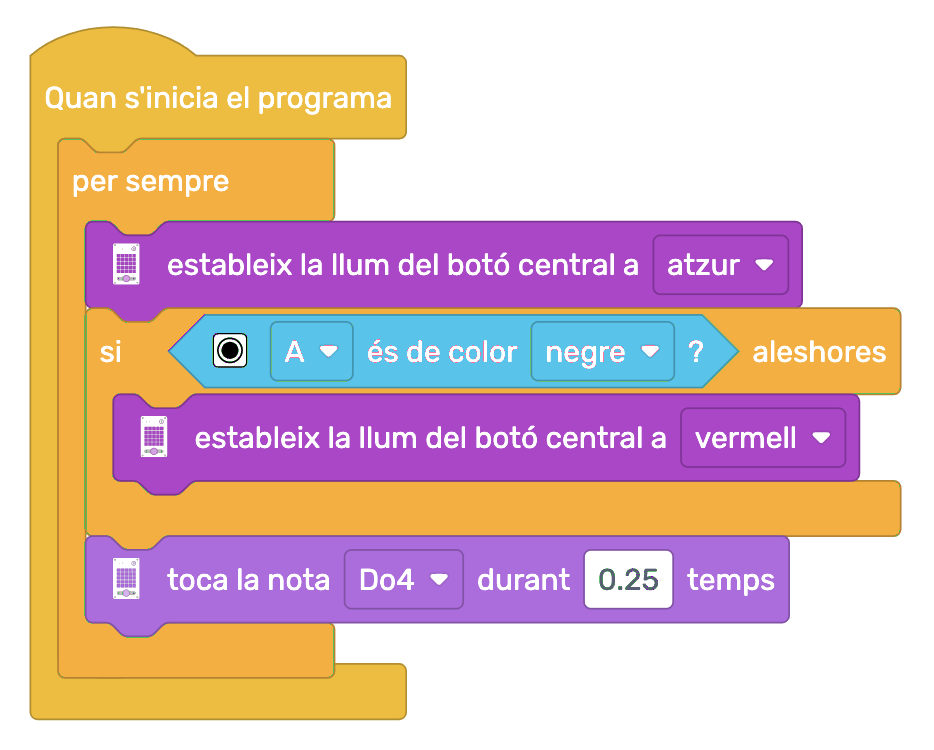 Quan s'inicia el programa
per sempre
estableix la llum del botó central a atzur
si A és de color negre ? aleshores
estableix la llum del botó central a vermell
toca la nota Do4 durant 0.25 temps